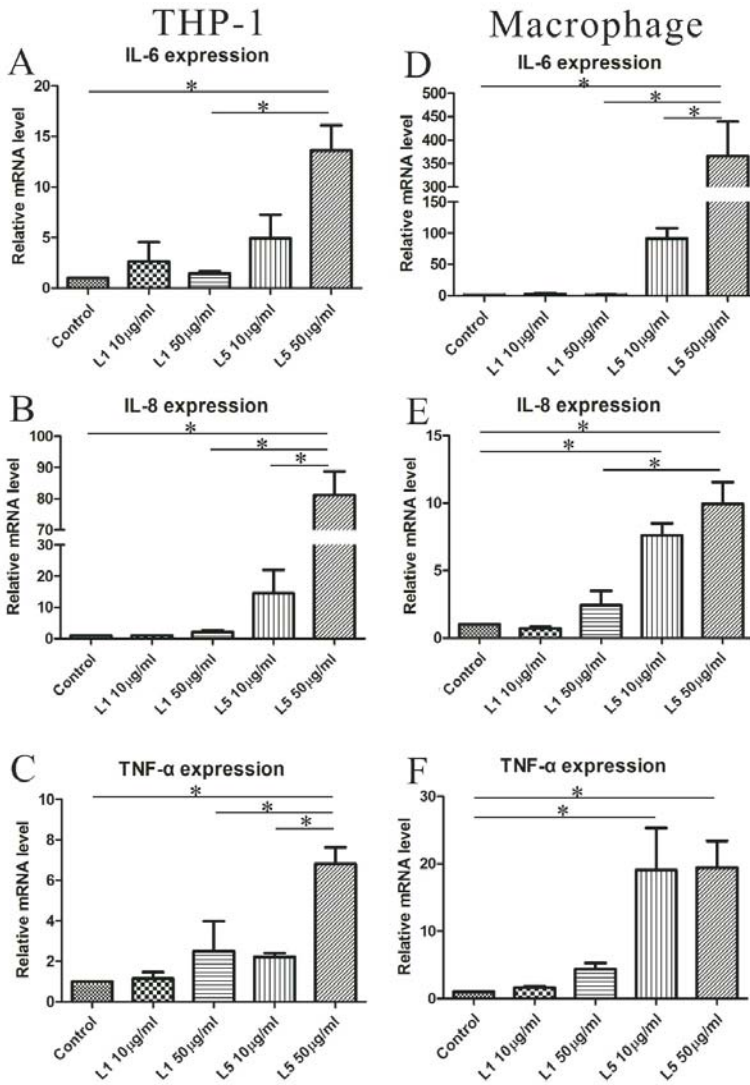 THP-1
Macrophage
A
IL-6 expression
*
*
Relative mRNA level
20
15
10
5
0
Control
L1 10μg/ml
L1 50μg/ml
L5 10μg/ml
L5 50μg/ml
D
IL-6 expression
*
*
*
Relative mRNA level
500
450
400
350
300
100
50
0
Control
L1 10μg/ml
L1 50μg/ml
L5 10μg/ml
L5 50μg/ml
B
IL-8 expression
*
*
*
Relative mRNA level
100
90
80
70
30
20
10
0
Control
L1 10μg/ml
L1 50μg/ml
L5 10μg/ml
L5 50μg/ml
E
IL-8 expression
*
*
*
Relative mRNA level
15
10
5
0
Control
L1 10μg/ml
L1 50μg/ml
L5 10μg/ml
L5 50μg/ml
C
TNF-α expression
*
*
*
Relative mRNA level
10
8
6
4
2
0
Control
L1 10μg/ml
L1 50μg/ml
L5 10μg/ml
L5 50μg/ml
F
TNF-α expression
*
*
Relative mRNA level
30
20
10
0
Control
L1 10μg/ml
L1 50μg/ml
L5 10μg/ml
L5 50μg/ml